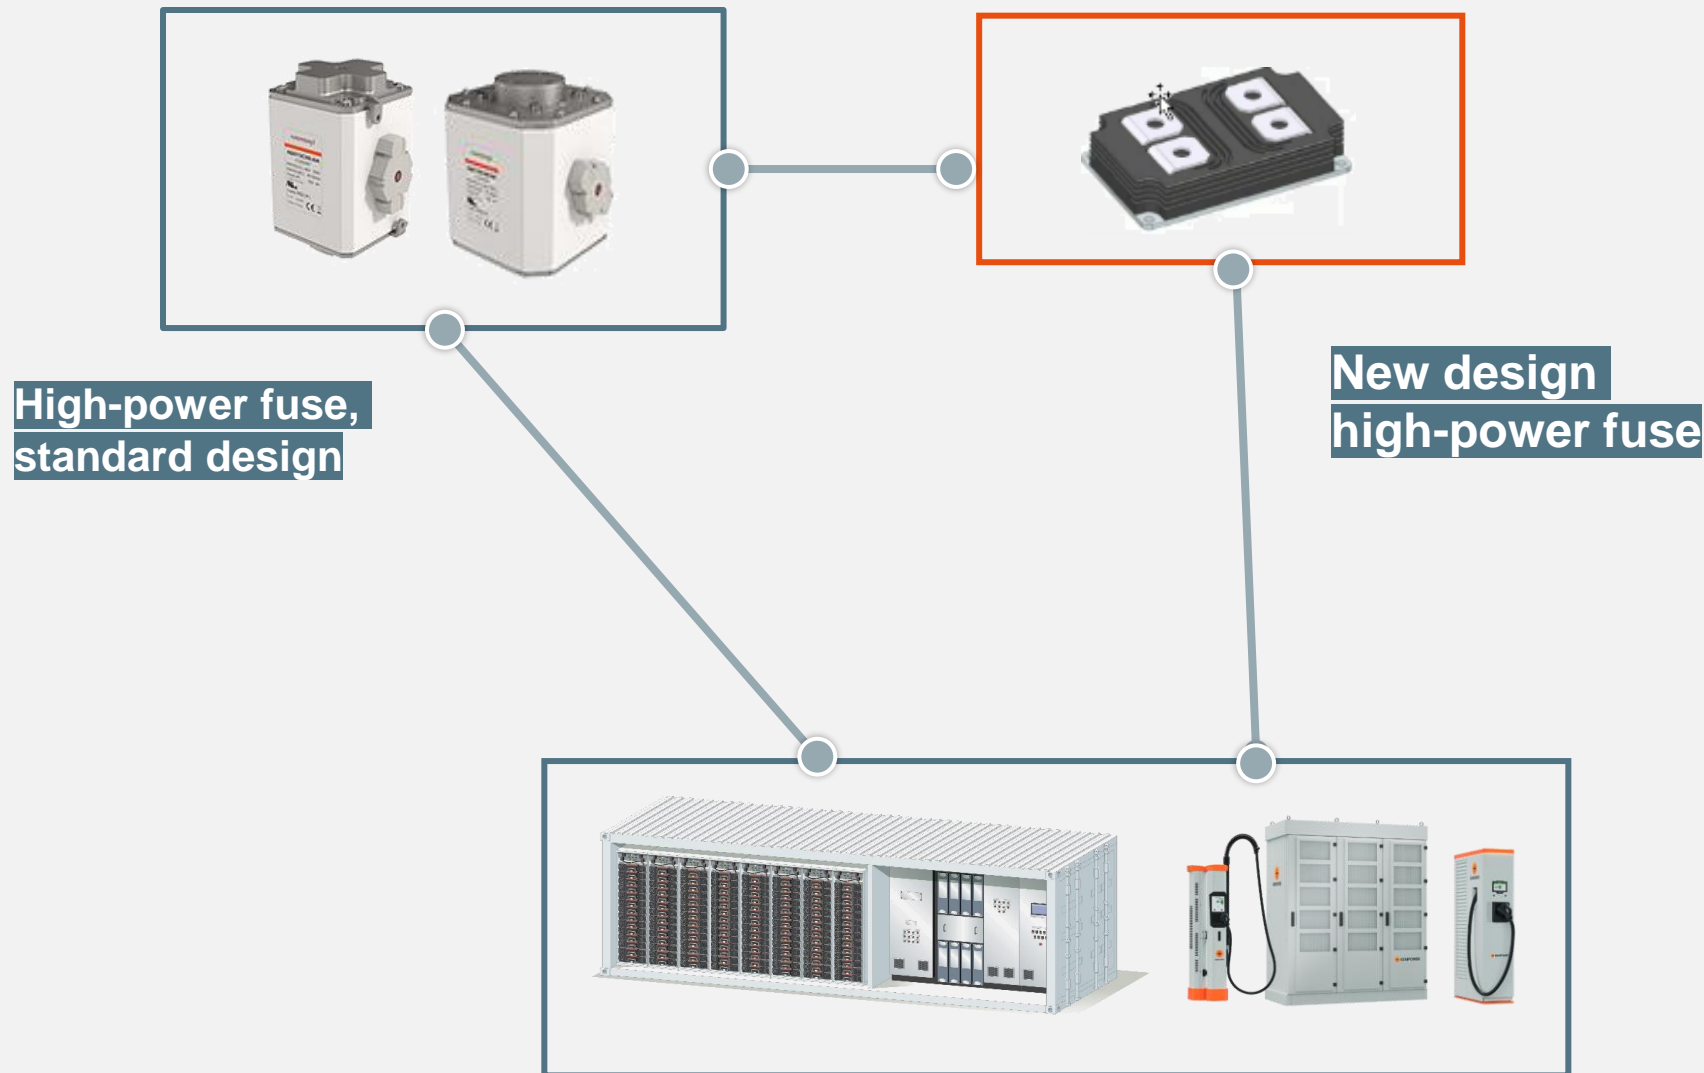 High-power fuse,
standard design
New design
high-power fuse